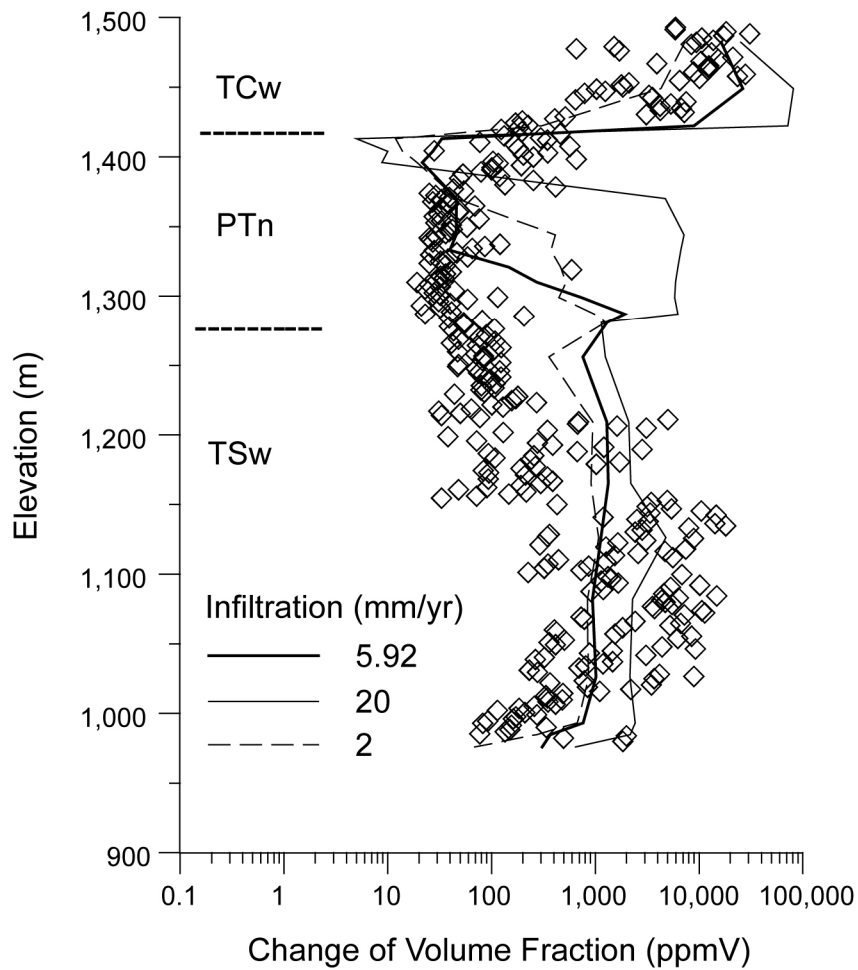 1,500
TCw
1,400
PTn
1,300
Elevation (m)
1,200
TSw
1,100
Infiltration (mm/yr)
5.92
20
2
1,000
900
0.1 1 10 100 1,000 10,000 100,000
Change of Volume Fraction (ppmV)